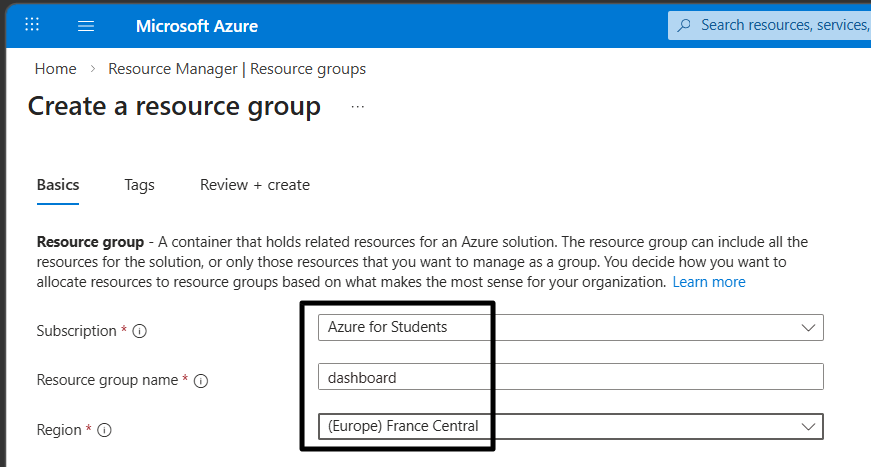 Microsoft Azure
Search resources, services,
Home > Resource Manager | Resource groups
Create a resource group ...
Basics Tags Review + create
Resource group - A container that holds related resources for an Azure solution. The resource group can include all the
resources for the solution, or only those resources that you want to manage as a group. You decide how you want to
allocate resources to resource groups based on what makes the most sense for your organization. Learn more
Subscription * Azure for Students
Resource group name * dashboard
Region * (Europe) France Central